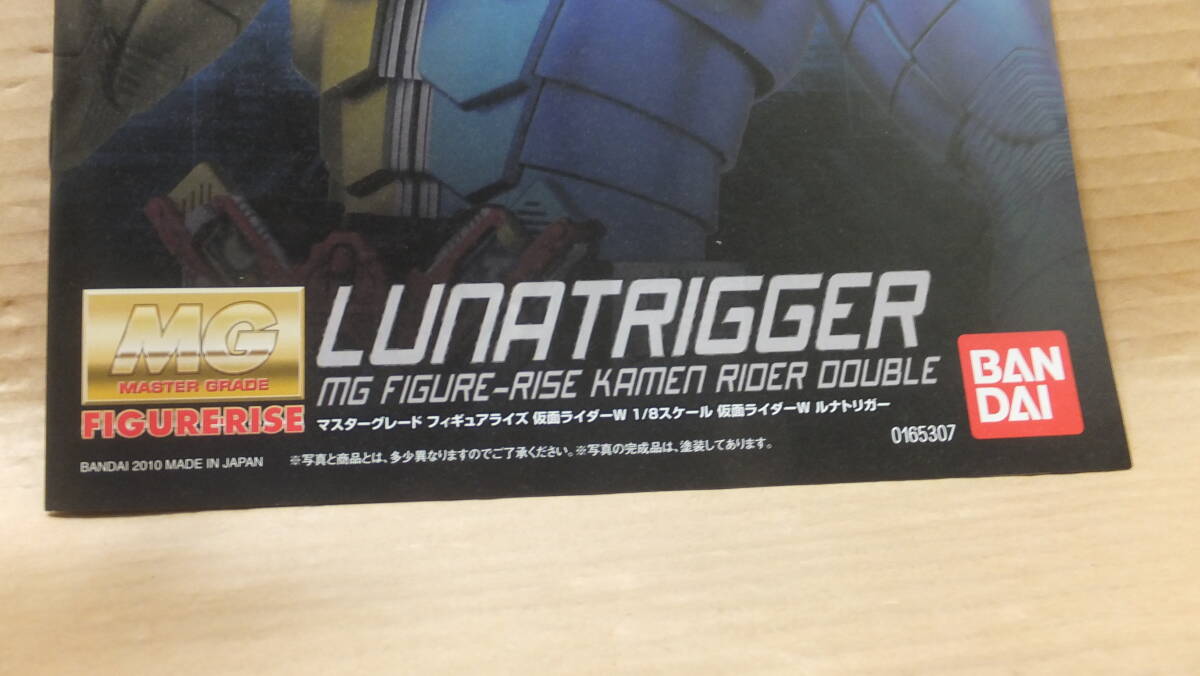 MG
MASTER GRADE
FIGURE-RISE
LUNATRIGGER
MG FIGURE-RISE KAMEN RIDER DOUBLE
マスターグレード フィギュアライズ 仮面ライダーW 1/8スケール 仮面ライダーW ルナトリガー
BAN
DAI
0165307
BANDAI 2010 MADE IN JAPAN
※写真と商品とは、多少異なりますのでご了承ください。※写真の完成品は、塗装してあります。